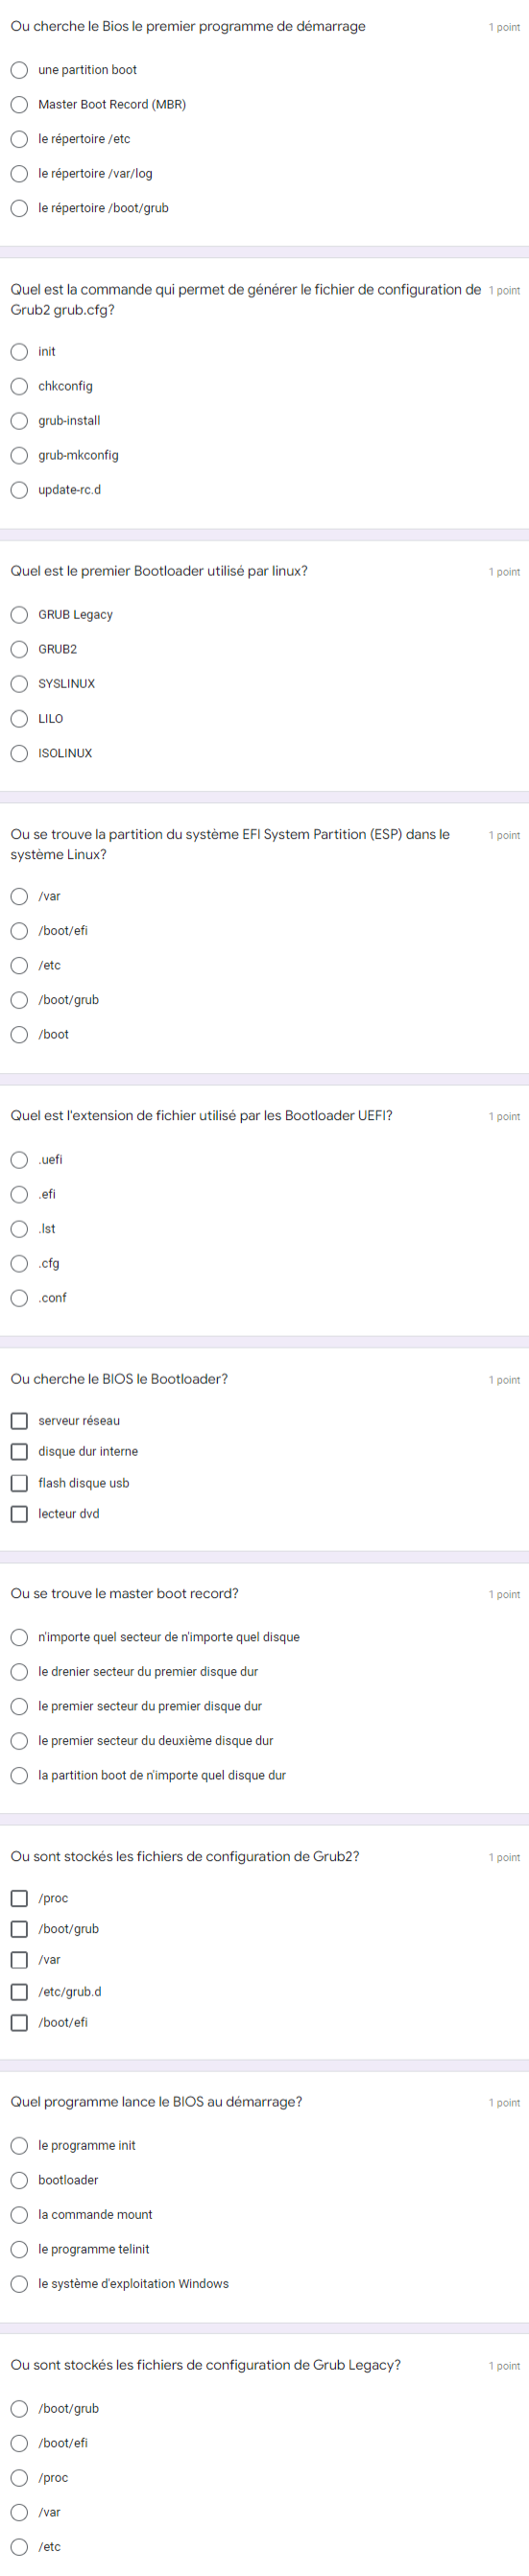 Ou cherche le Bios le premier programme de démarrage 1 point
une partition boot
Master Boot Record (MBR)
le répertoire /etc
le répertoire /var/log
le répertoire /boot/grub
Quel est la commande qui permet de générer le fichier de configuration de 1 point
Grub2 grub.cfg?
init
chkconfig
grub-install
grub-mkconfig
update-rc.d
Quel est le premier Bootloader utilisé par linux? 1 point
GRUB Legacy
GRUB2
SYSLINUX
LILO
ISOLINUX
Ou se trouve la partition du système EFI System Partition (ESP) dans le 1 point
système Linux?
/var
/boot/efi
/etc
/boot/grub
/boot
Quel est l'extension de fichier utilisé par les Bootloader UEFI? 1 point
.uefi
.efi
.lst
.cfg
.conf
Ou cherche le BIOS le Bootloader? 1 point
serveur réseau
disque dur interne
flash disque usb
lecteur dvd
Ou se trouve le master boot record? 1 point
n'importe quel secteur de n'importe quel disque
le drenier secteur du premier disque dur
le premier secteur du premier disque dur
le premier secteur du deuxième disque dur
la partition boot de n'importe quel disque dur
Ou sont stockés les fichiers de configuration de Grub2? 1 point
/proc
/boot/grub
/var
/etc/grub.d
/boot/efi
Quel programme lance le BIOS au démarrage? 1 point
le programme init
bootloader
la commande mount
le programme telinit
le système d'exploitation Windows
Ou sont stockés les fichiers de configuration de Grub Legacy? 1 point
/boot/grub
/boot/efi
/proc
/var
/etc